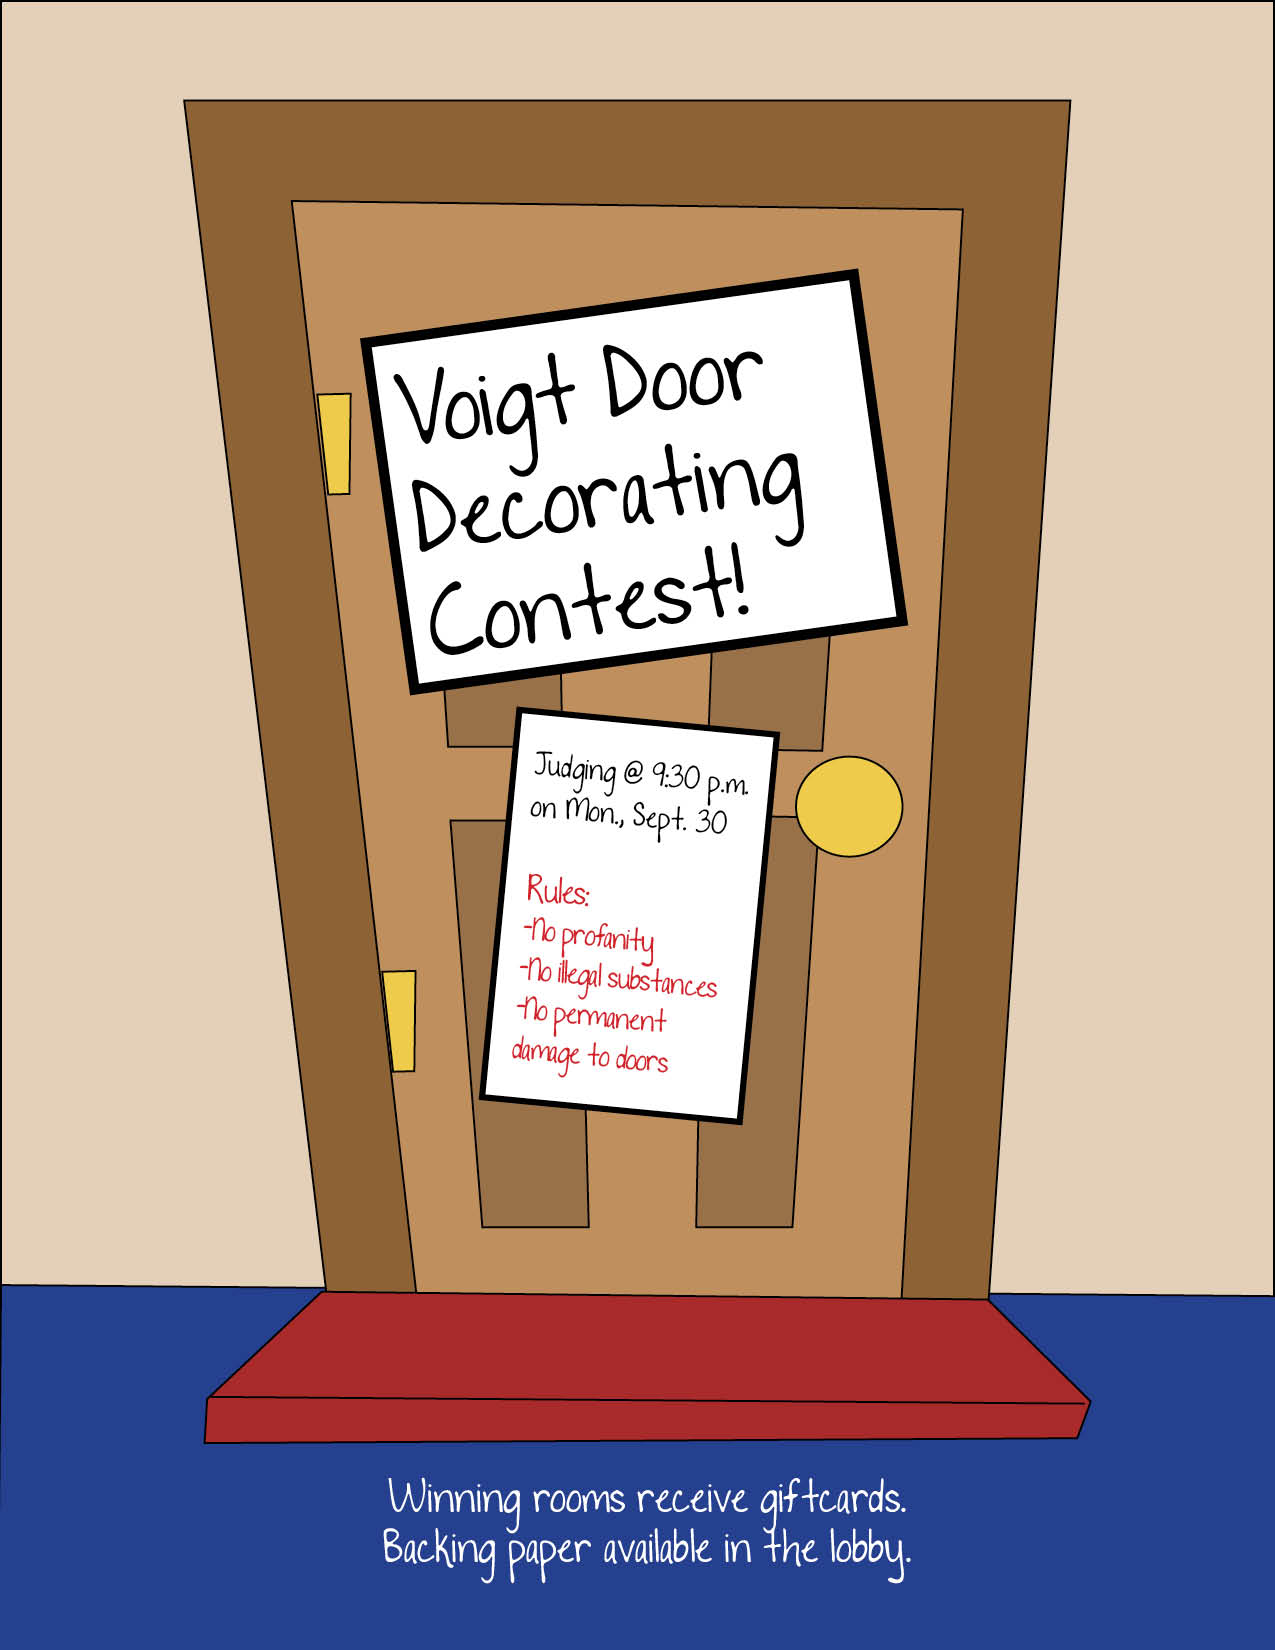 Voigt Door
Decorating
Contest!
Judging @ 9:30 p.m.
on Mon., Sept. 30
Rules:
-No profanity
-No illegal substances
-No permanent
damage to doors
Winning rooms receive giftcards.
Backing paper available in the lobby.